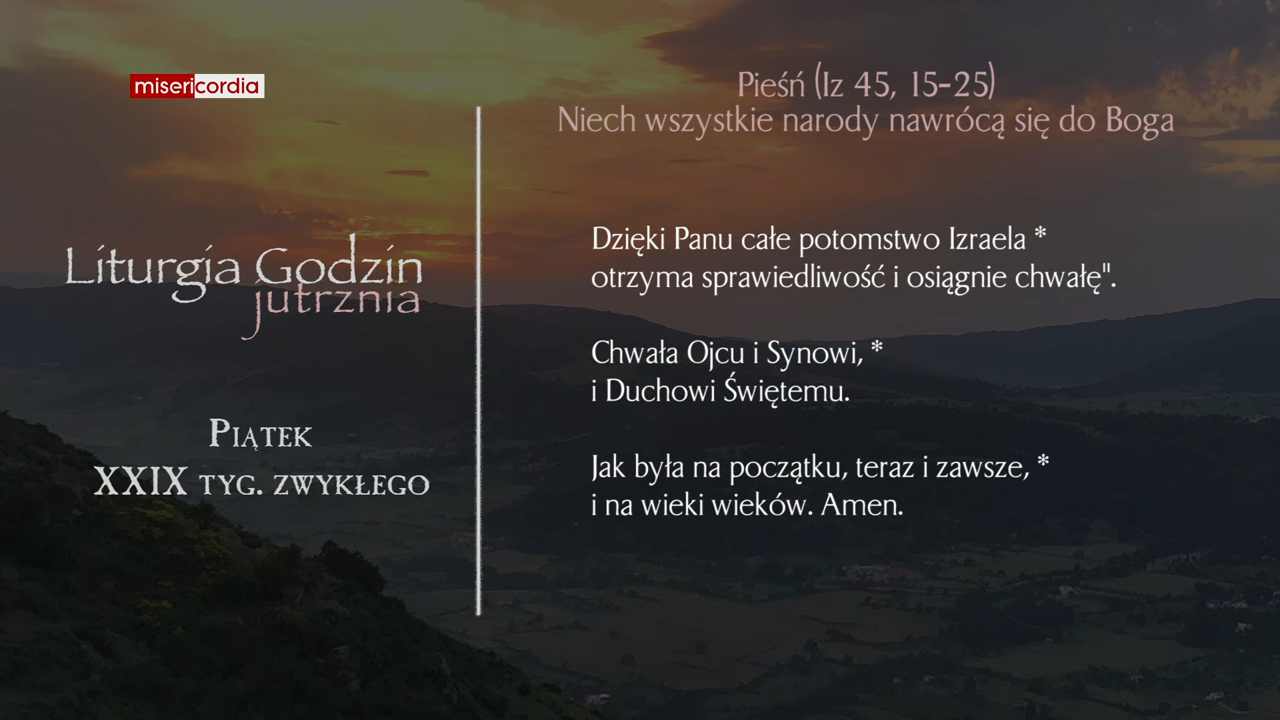 misericordia
Liturgia Godzin
jutrznia
Piątek
XXIX tyg. zwykłego
Pieśń (Iz 45, 15-25)
Niech wszystkie narody nawrócą się do Boga
Dzięki Panu całe potomstwo Izraela *
otrzyma sprawiedliwość i osiągnie chwałę".
Chwała Ojcu i Synowi, *
i Duchowi Świętemu.
Jak była na początku, teraz i zawsze, *
i na wieki wieków. Amen.